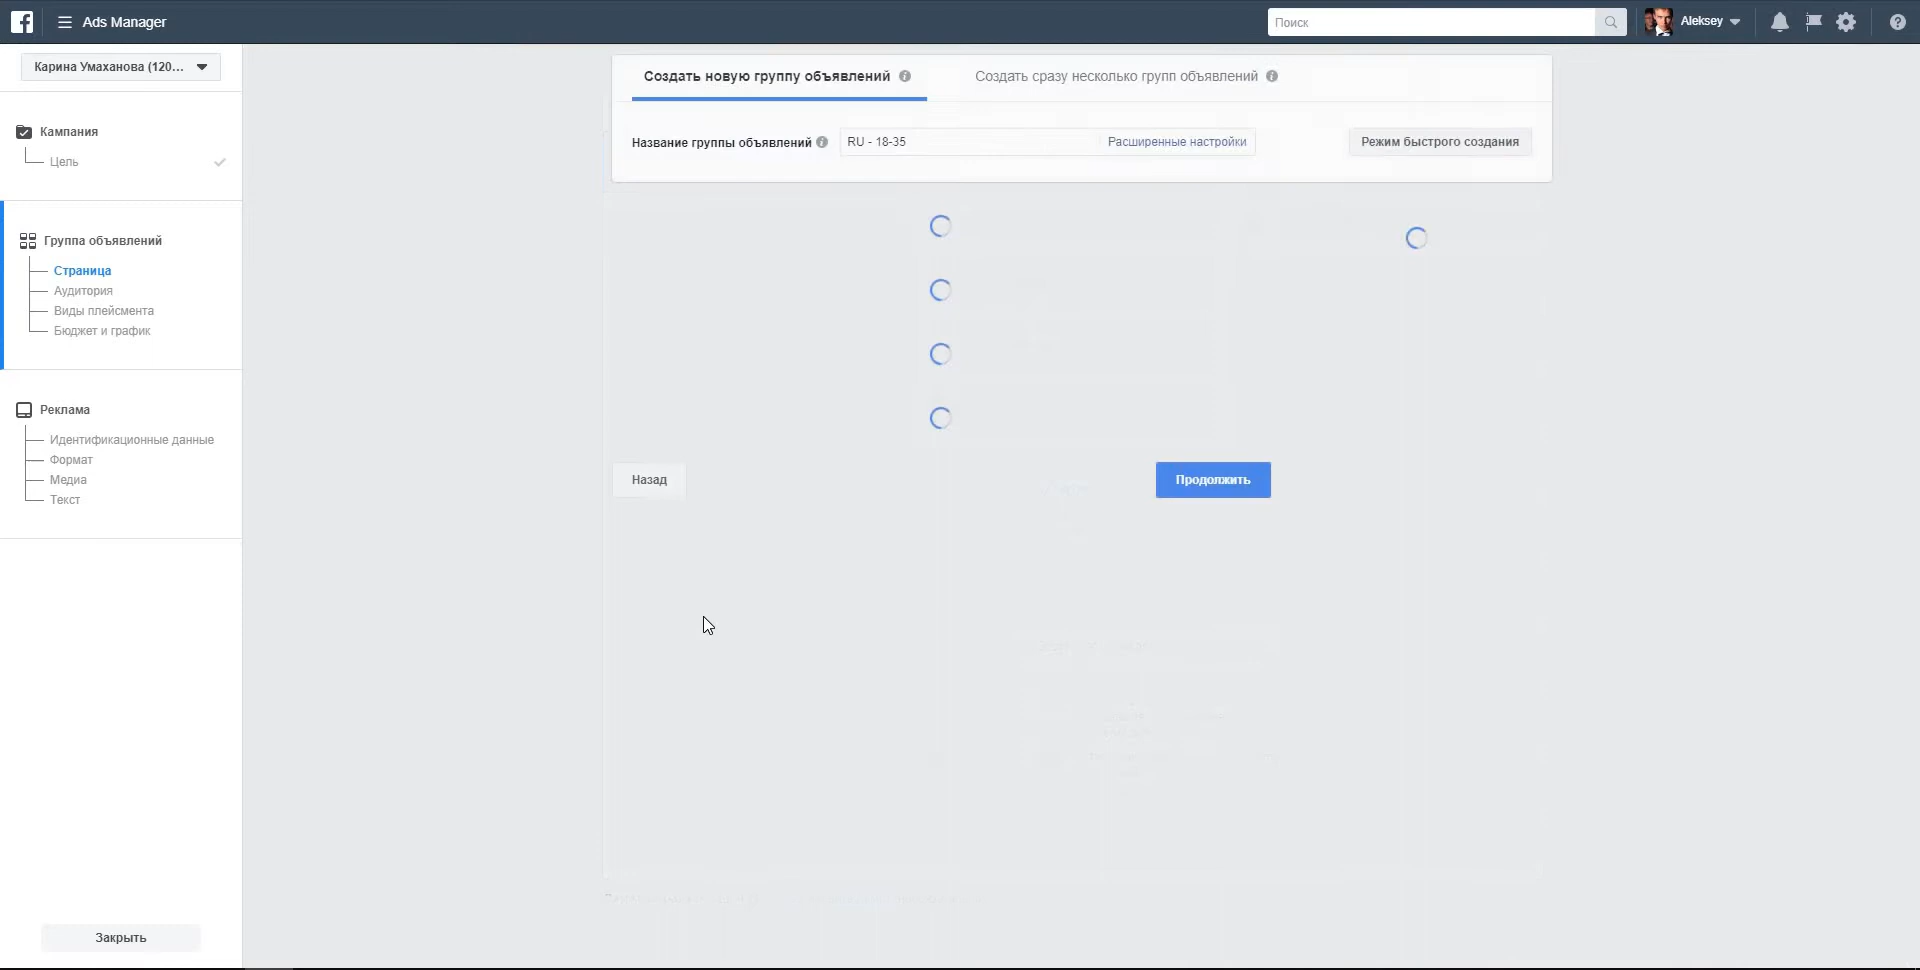 Ads Manager
Поиск
Aleksey
Карина Умаханова (120...
Создать новую группу объявлений
Создать сразу несколько групп объявлений
Название группы объявлений
RU - 18-35
Расширенные настройки
Режим быстрого создания
Кампания
Цель
Группа объявлений
Страница
Аудитория
Виды плейсмента
Бюджет и график
Реклама
Идентификационные данные
Формат
Медиа
Текст
Назад
Продолжить
Закрыть